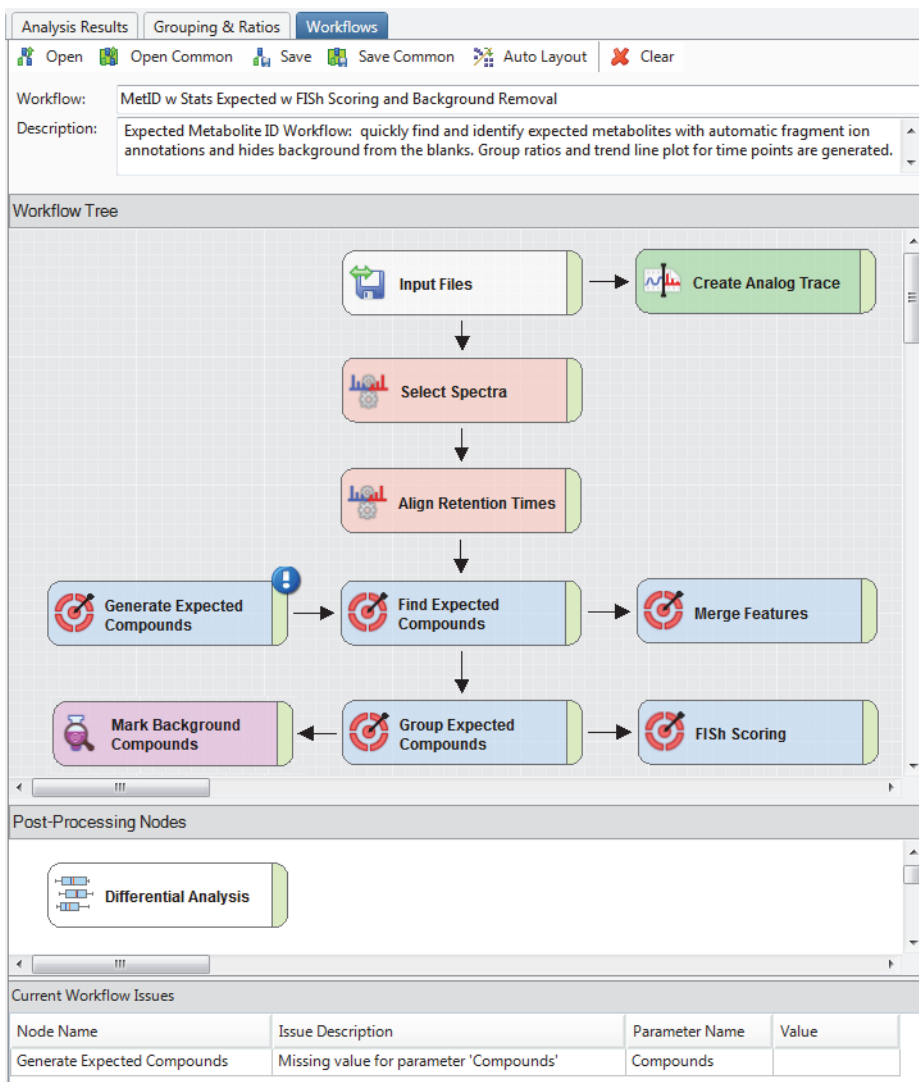 Analysis Results
Grouping & Ratios
Workflows
Open
Open Common
Save
Save Common
Auto Layout
Clear
Workflow:
MetID w Stats Expected w FISh Scoring and Background Removal
Description:
Expected Metabolite ID Workflow: quickly find and identify expected metabolites with automatic fragment ion
annotations and hides background from the blanks. Group ratios and trend line plot for time points are generated.
Workflow Tree
Input Files
Create Analog Trace
Select Spectra
Align Retention Times
Generate Expected
Compounds
Find Expected
Compounds
Merge Features
Mark Background
Compounds
Group Expected
Compounds
FISh Scoring
Post-Processing Nodes
Differential Analysis
Current Workflow Issues
Node Name
Issue Description
Parameter Name
Value
Generate Expected Compounds
Missing value for parameter 'Compounds'
Compounds